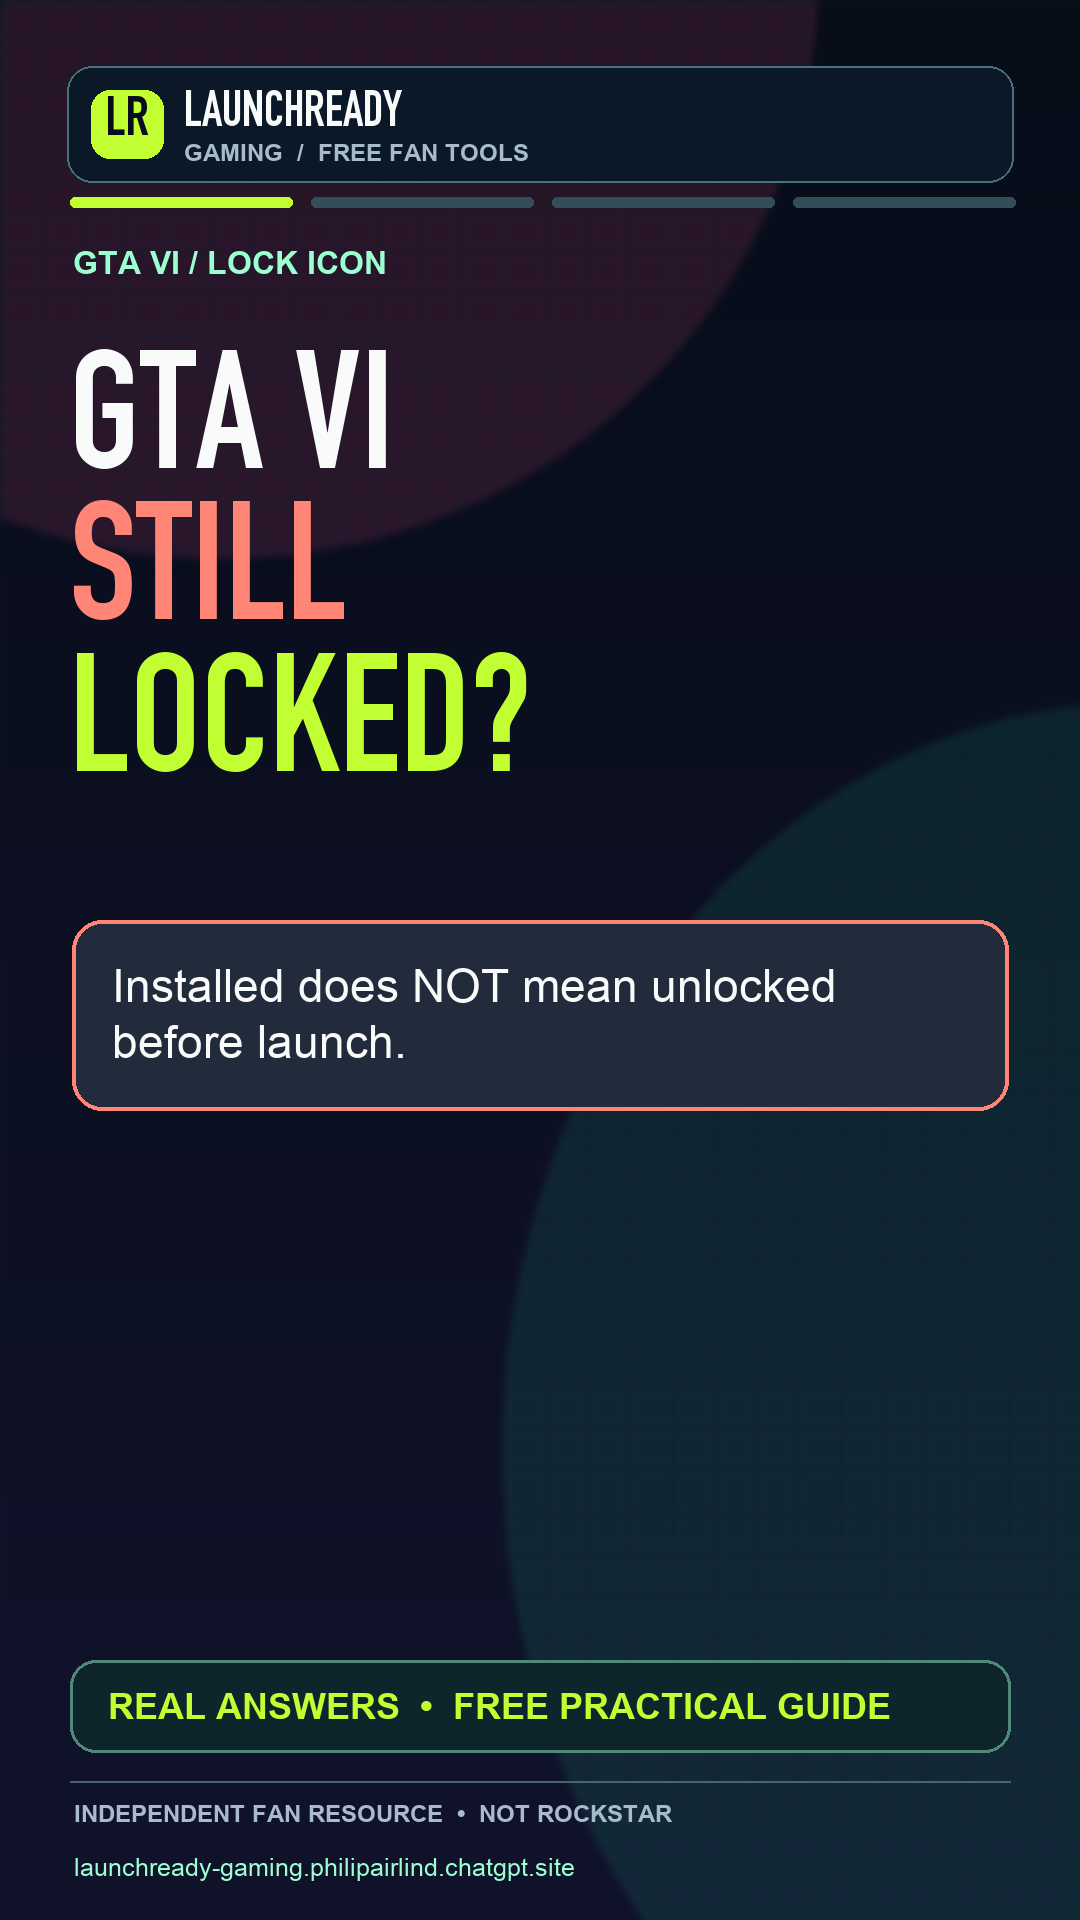 LR
LAUNCHREADY
GAMING / FREE FAN TOOLS
GTA VI / LOCK ICON
GTA VI
STILL
LOCKED?
Installed does NOT mean unlocked
before launch.
REAL ANSWERS • FREE PRACTICAL GUIDE
INDEPENDENT FAN RESOURCE • NOT ROCKSTAR
launchready-gaming.philipairlind.chatgpt.site